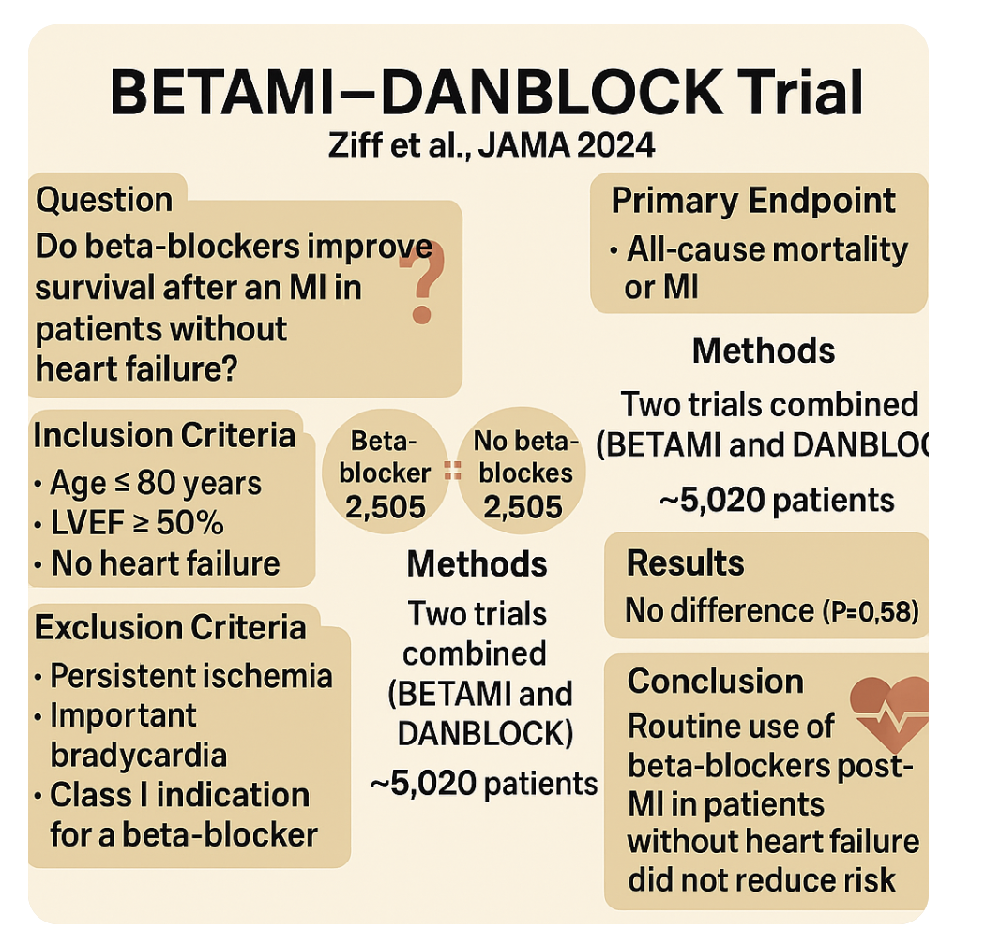 BETAMI–DANBLOCK Trial
Ziff et al., JAMA 2024
Question
Do beta-blockers improve
survival after an MI in
patients without
heart failure?
?
Inclusion Criteria
• Age ≤ 80 years
• LVEF ≥ 50%
• No heart failure
Exclusion Criteria
• Persistent ischemia
• Important
bradycardia
• Class I indication
for a beta-blocker
Beta-
blocker
2,505
No beta-
blockes
2,505
Methods
Two trials
combined
(BETAMI and
DANBLOCK)
~5,020 patients
Primary Endpoint
• All-cause mortality
or MI
Methods
Two trials combined
(BETAMI and DANBLOC
~5,020 patients
Results
No difference (P=0,58)
Conclusion
Routine use of
beta-blockers post-
MI in patients
without heart failure
did not reduce risk